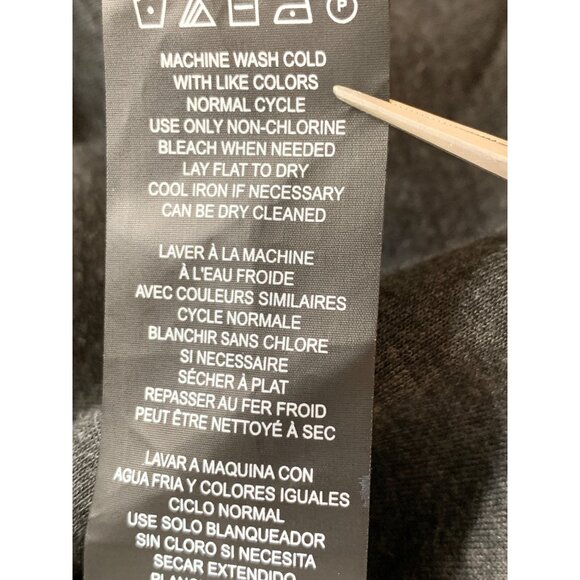 P
MACHINE WASH COLD
WITH LIKE COLORS
NORMAL CYCLE
USE ONLY NON-CHLORINE
BLEACH WHEN NEEDED
LAY FLAT TO DRY
COOL IRON IF NECESSARY
CAN BE DRY CLEANED
LAVER À LA MACHINE
À L'EAU FROIDE
AVEC COULEURS SIMILAIRES
CYCLE NORMALE
BLANCHIR SANS CHLORE
SI NECESSAIRE
SÉCHER À PLAT
REPASSER AU FER FROID
PEUT ÊTRE NETTOYÉ À SEC
LAVAR A MAQUINA CON
AGUA FRIA Y COLORES IGUALES
CICLO NORMAL
USE SOLO BLANQUEADOR
SIN CLORO SI NECESITA
SECAR EXTENDIDO